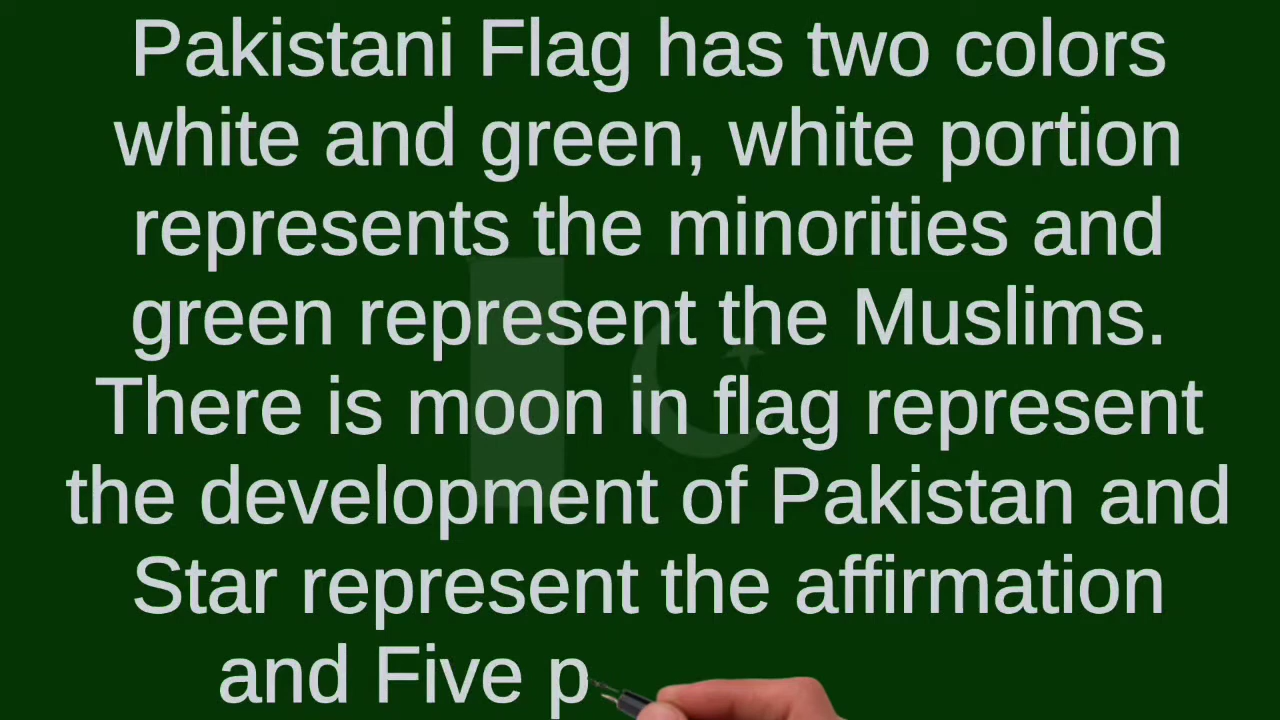 Pakistani Flag has two colors
white and green, white portion
represents the minorities and
green represent the Muslims.
There is moon in flag represent
the development of Pakistan and
Star represent the affirmation
and Five p